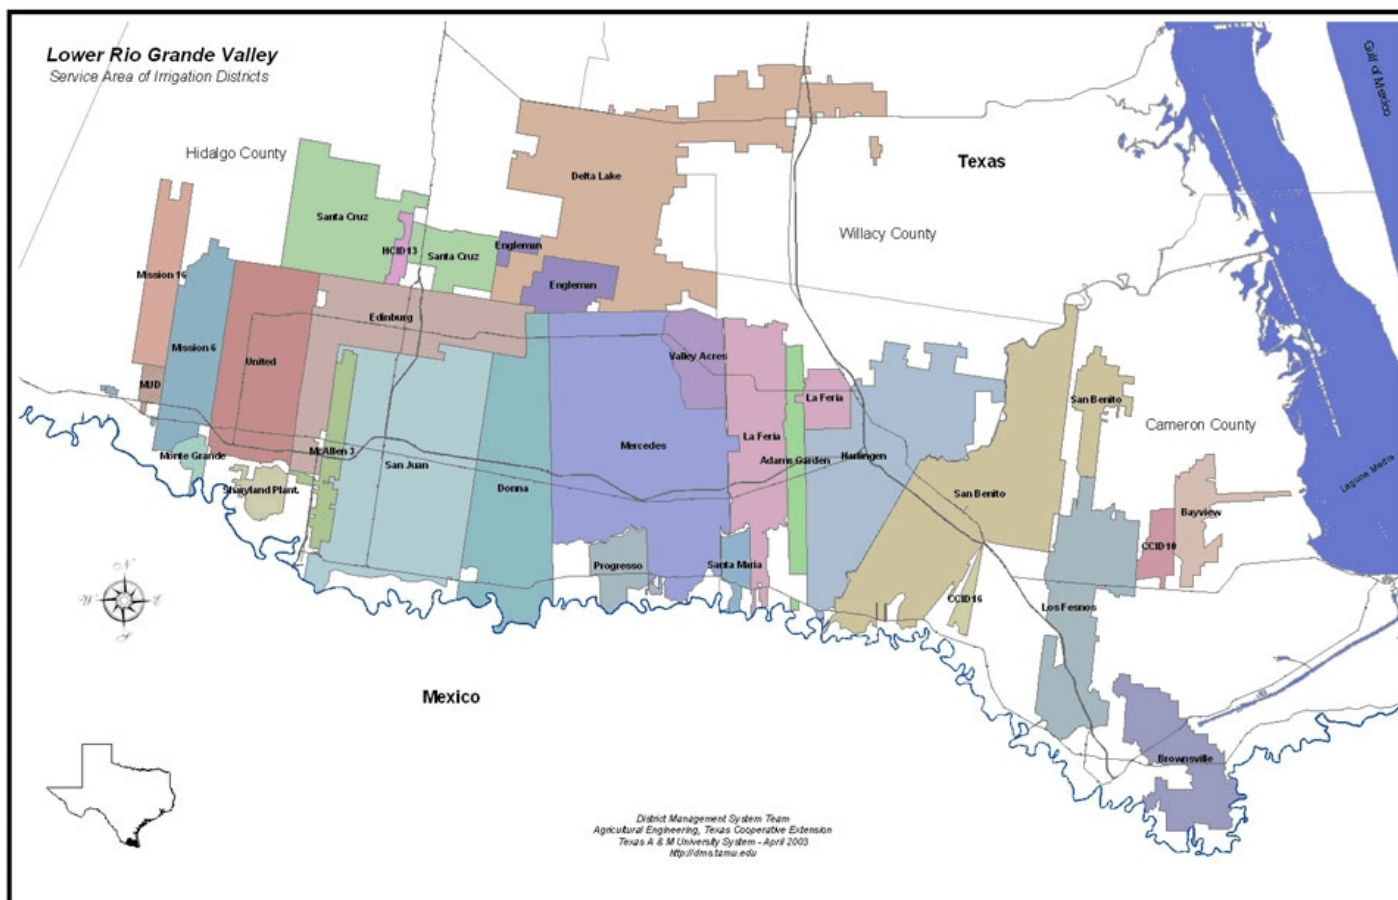 Lower Rio Grande Valley
Service Area of Irrigation Districts
Gulf of Mexico
Hidalgo County
Texas
Delta Lake
Santa Cruz
Willacy County
HCID13
Santa Cruz
Engleman
Mission 16
Engleman
Edinburg
Mission 6
United
Valley Acres
MUD
La Feria
San Benito
Cameron County
Monte Grande
McAllen 3
San Juan
Mercedes
La Feria
Adams Garden
Harlingen
Laguna Madre
Sharyland Plant.
Donna
San Benito
Bayview
CCID10
N
W
E
S
Progresso
Santa Maria
CCID16
Los Fesnos
Mexico
Brownsville
District Management System Team
Agricultural Engineering, Texas Cooperative Extension
Texas A & M University System - April 2003
http://dms.tamu.edu